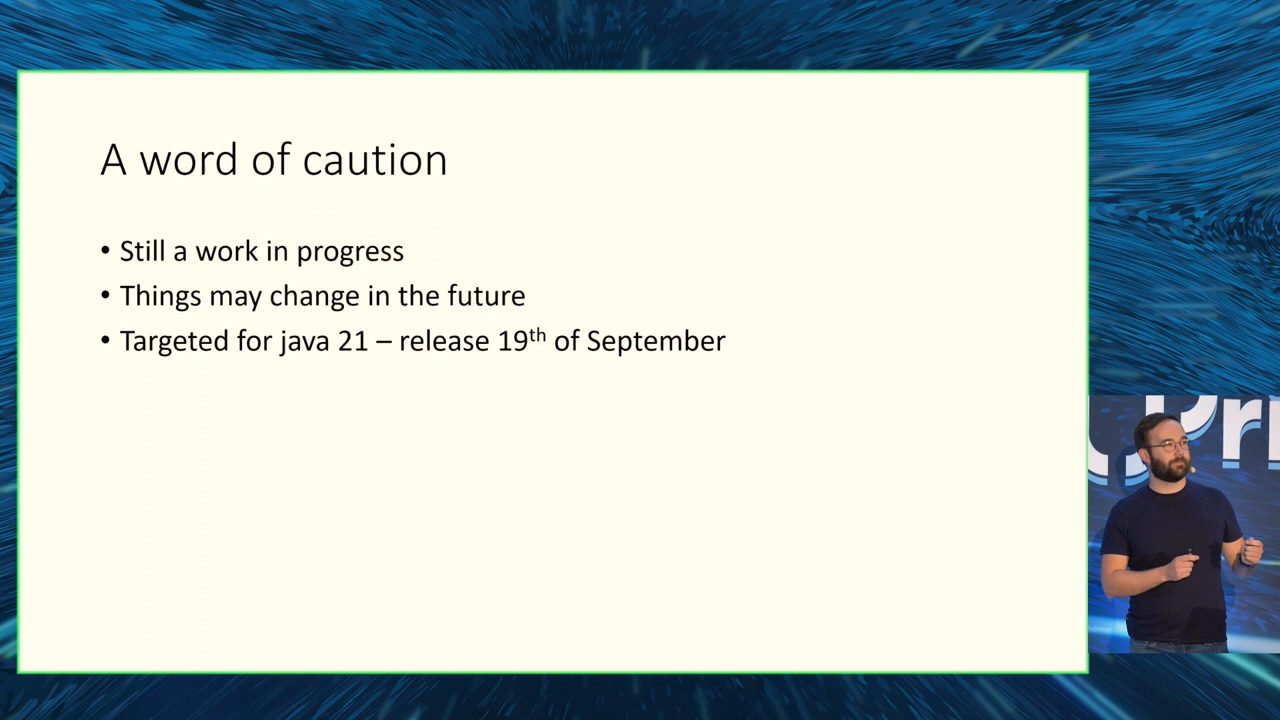 A word of caution
• Still a work in progress
• Things may change in the future
• Targeted for java 21 – release 19th of September